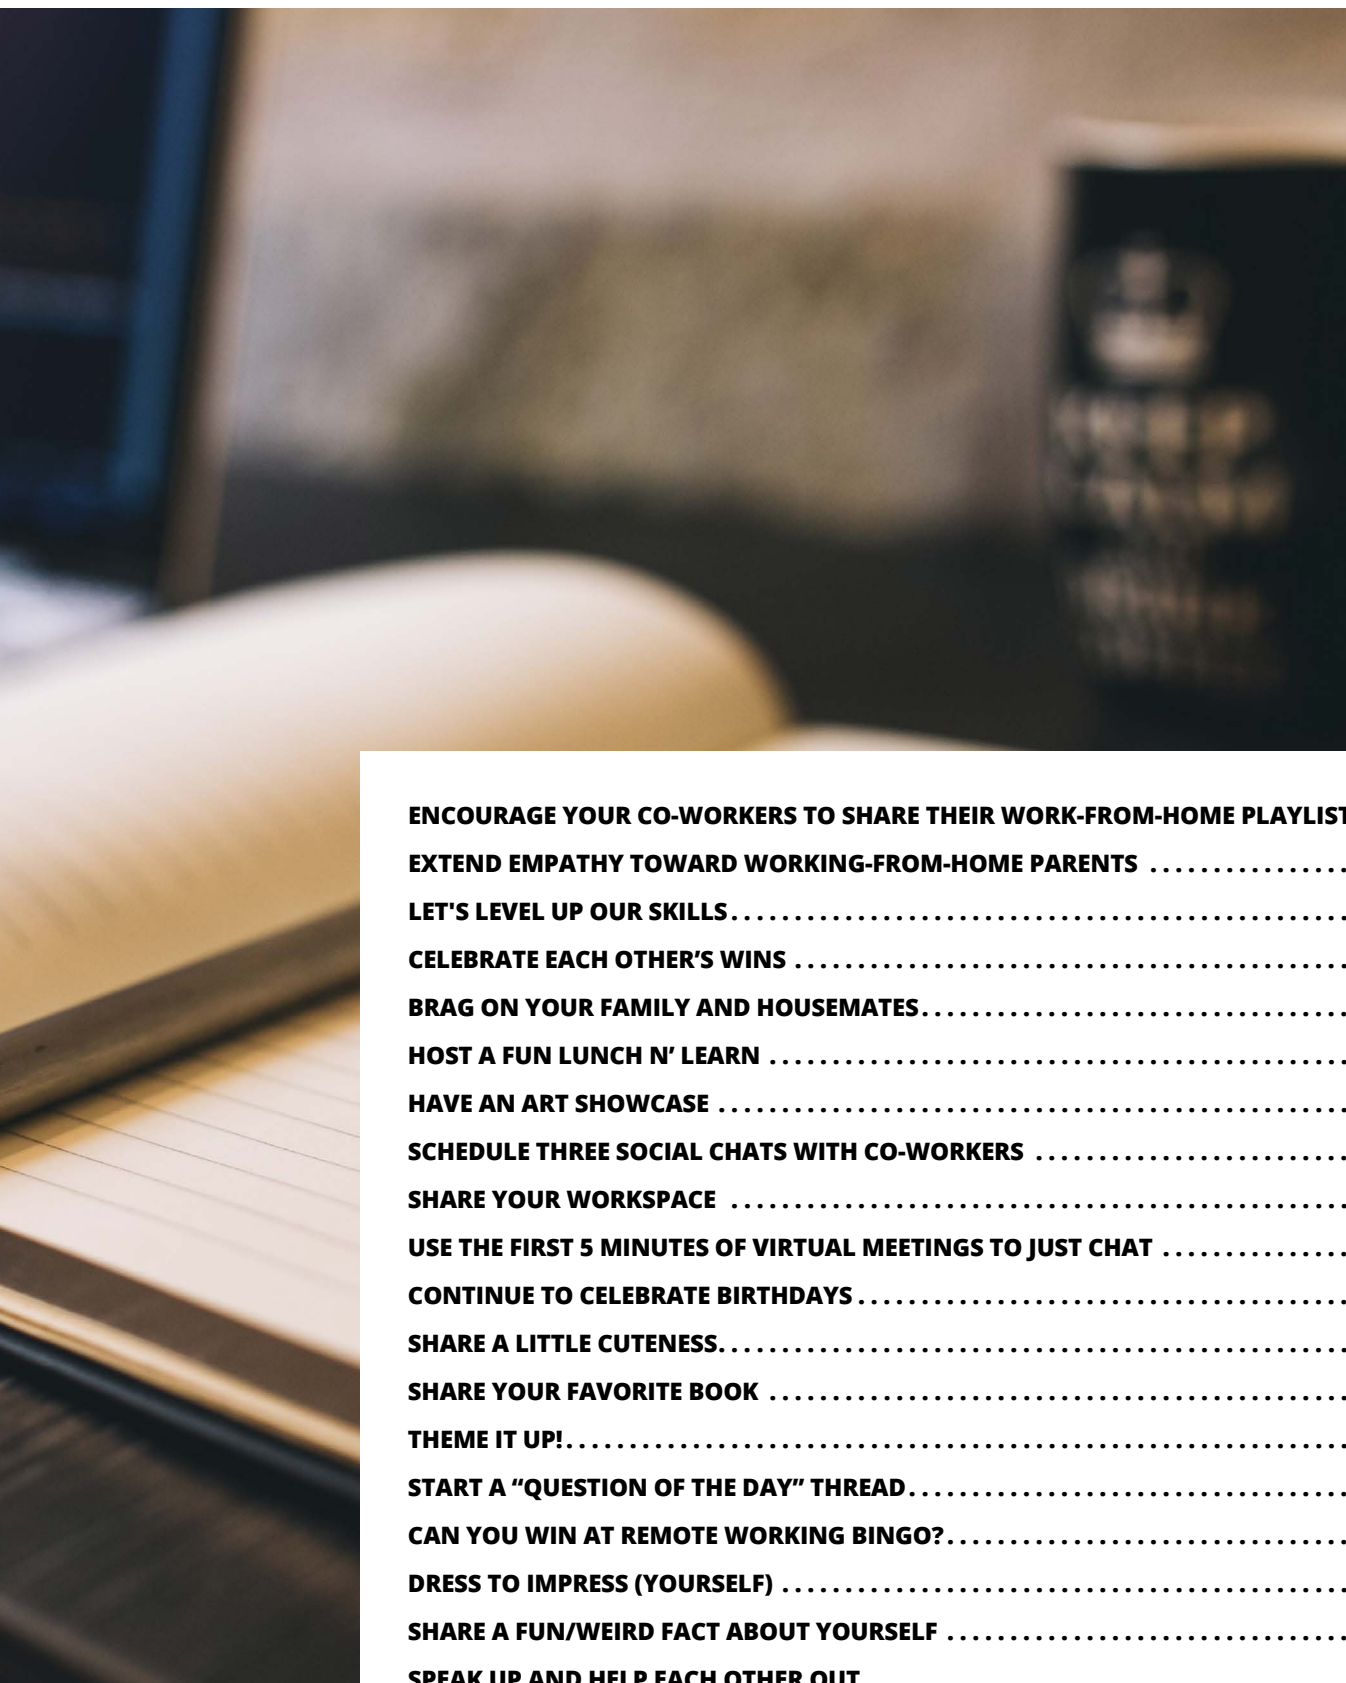 ENCOURAGE YOUR CO-WORKERS TO SHARE THEIR WORK-FROM-HOME PLAYLIST
EXTEND EMPATHY TOWARD WORKING-FROM-HOME PARENTS ...............
LET'S LEVEL UP OUR SKILLS................................................
CELEBRATE EACH OTHER’S WINS ...........................................
BRAG ON YOUR FAMILY AND HOUSEMATES.................................
HOST A FUN LUNCH N’ LEARN .............................................
HAVE AN ART SHOWCASE .................................................
SCHEDULE THREE SOCIAL CHATS WITH CO-WORKERS ........................
SHARE YOUR WORKSPACE ................................................
USE THE FIRST 5 MINUTES OF VIRTUAL MEETINGS TO JUST CHAT ..............
CONTINUE TO CELEBRATE BIRTHDAYS ......................................
SHARE A LITTLE CUTENESS.................................................
SHARE YOUR FAVORITE BOOK .............................................
THEME IT UP!.............................................................
START A “QUESTION OF THE DAY” THREAD..................................
CAN YOU WIN AT REMOTE WORKING BINGO?...............................
DRESS TO IMPRESS (YOURSELF) ............................................
SHARE A FUN/WEIRD FACT ABOUT YOURSELF ...............................
SPEAK UP AND HELP EACH OTHER OUT